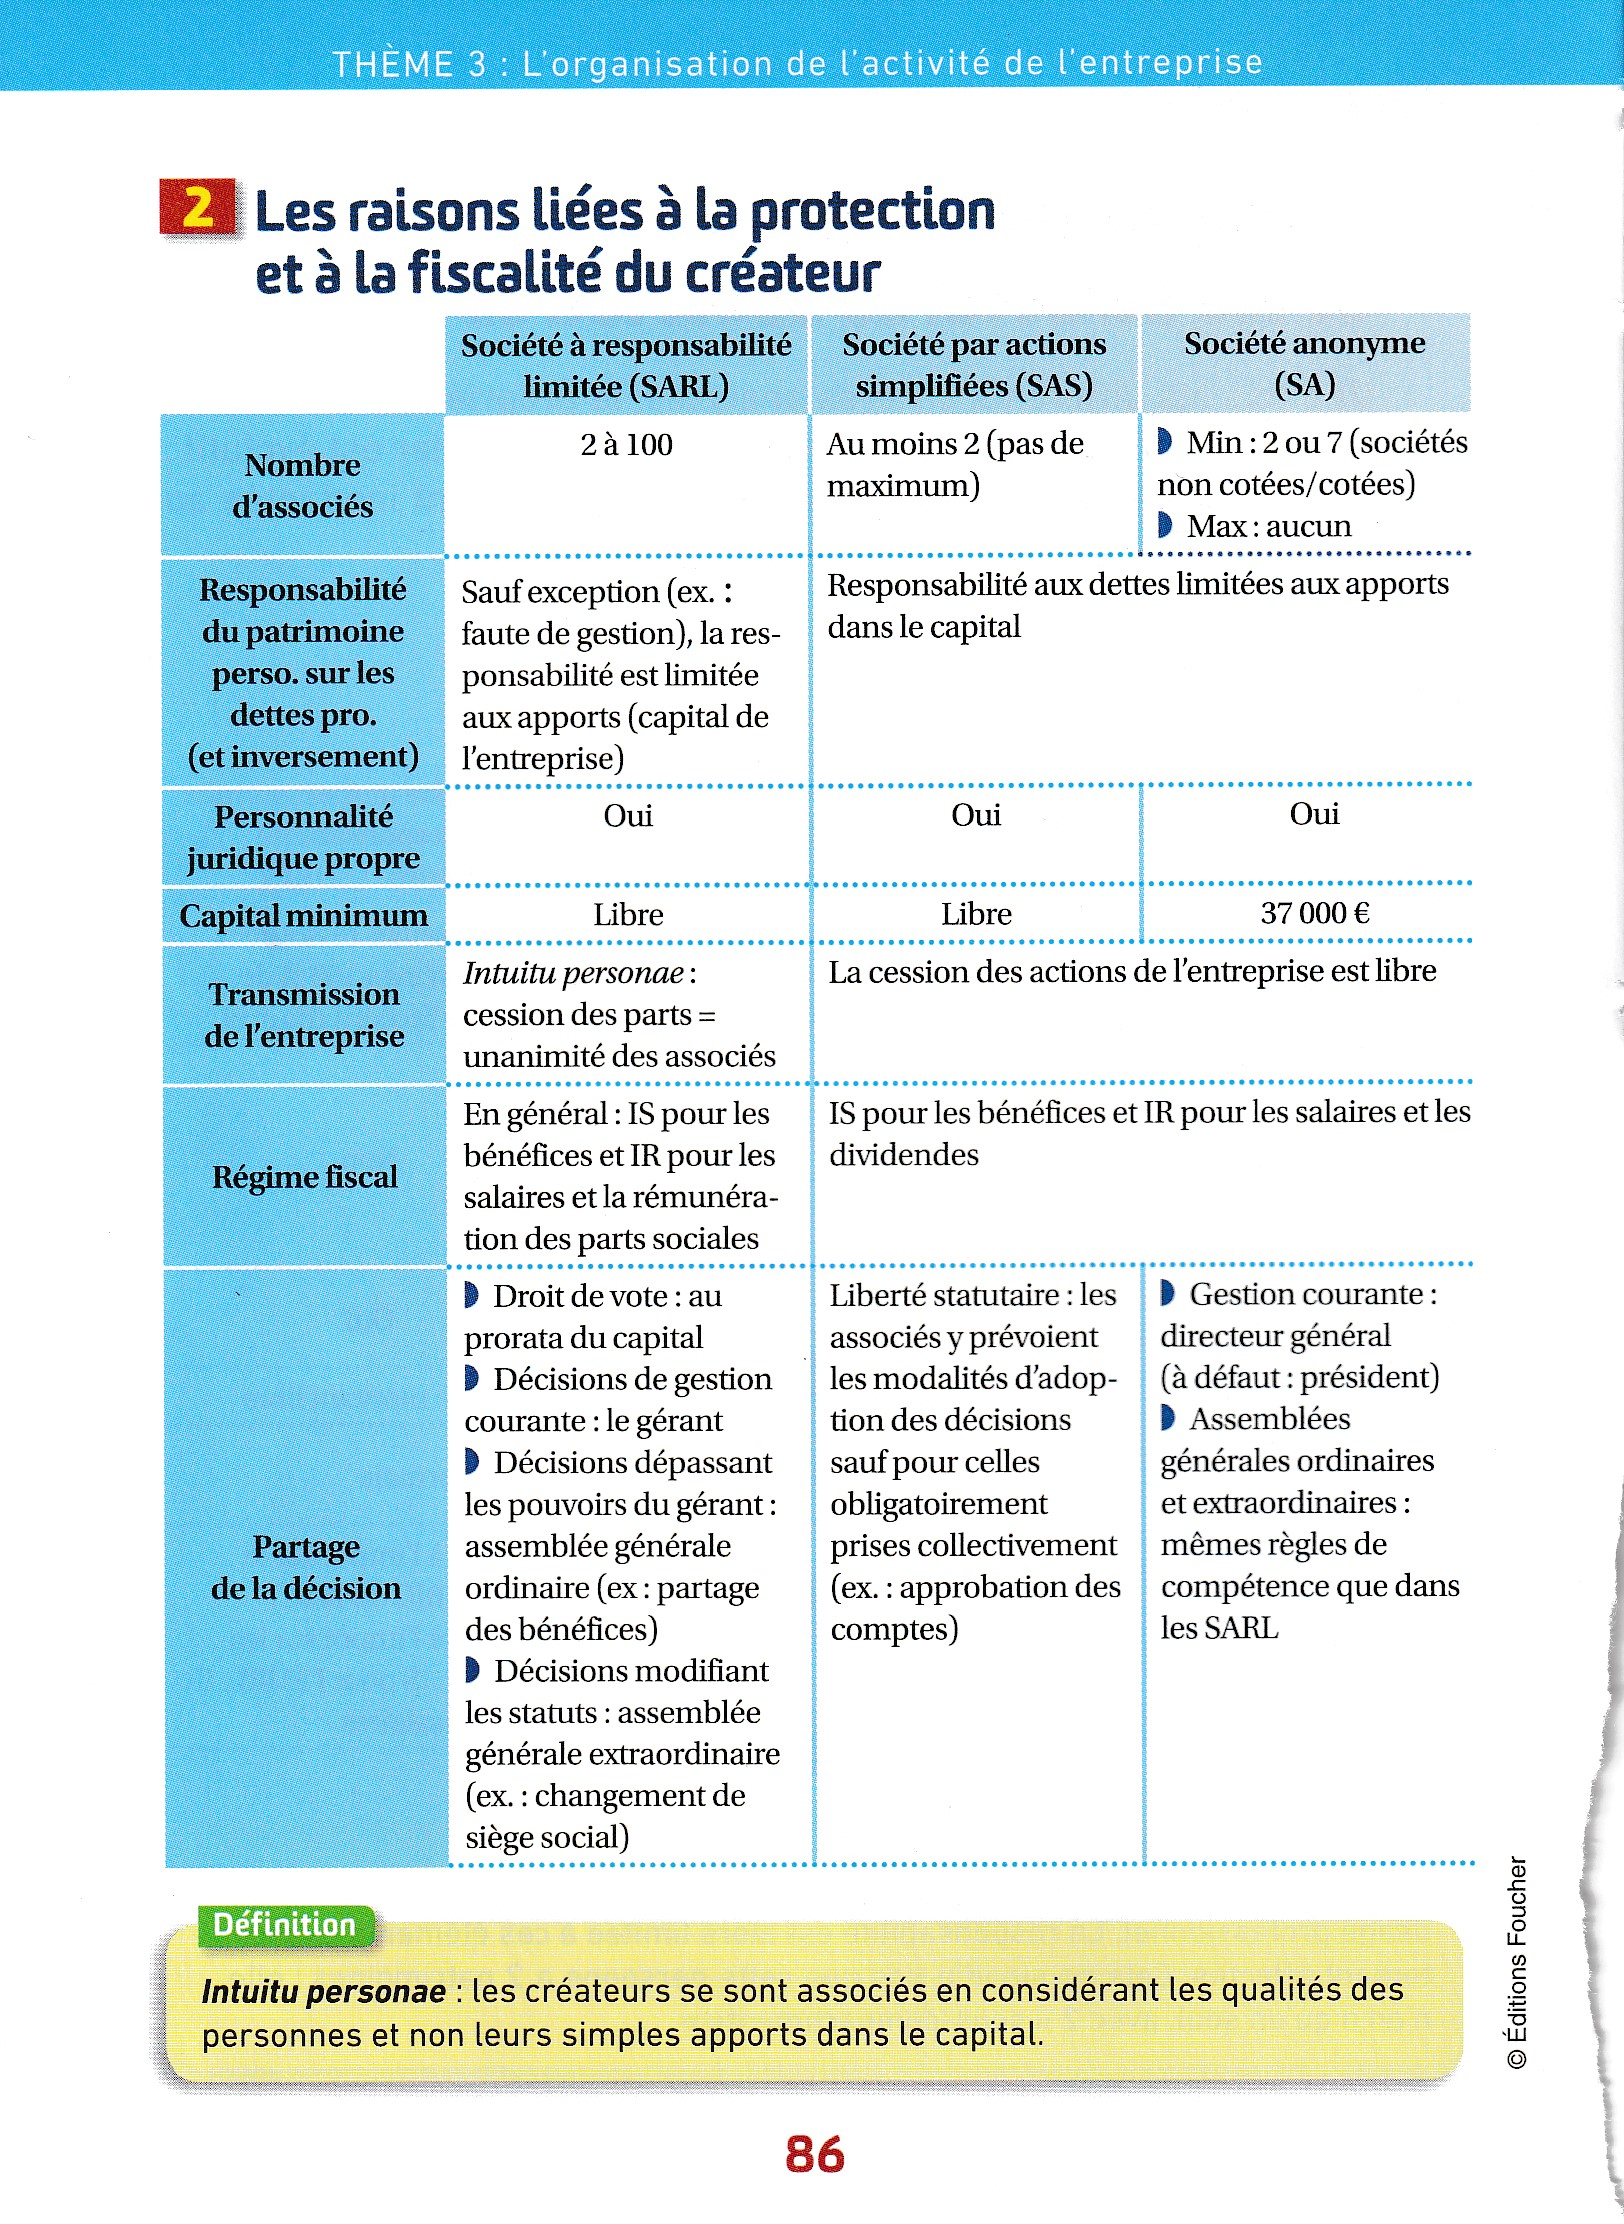 THÈME 3 : L'organisation de l'activité de l'entreprise
2 Les raisons liées à la protection
et à la fiscalité du créateur
Société à responsabilité
limitée (SARL)
Société par actions
simplifiées (SAS)
Société anonyme
(SA)
Nombre
d'associés
2 à 100
Au moins 2 (pas de
maximum)
Min : 2 ou 7 (sociétés
non cotées/cotées)
Max : aucun
Responsabilité
du patrimoine
perso. sur les
dettes pro.
(et inversement)
Sauf exception (ex. :
faute de gestion), la res-
ponsabilité est limitée
aux apports (capital de
l'entreprise)
Responsabilité aux dettes limitées aux apports
dans le capital
Personnalité
juridique propre
Oui
Oui
Oui
Capital minimum
Libre
Libre
37 000 €
Transmission
de l'entreprise
Intuitu personae :
cession des parts =
unanimité des associés
La cession des actions de l'entreprise est libre
Régime fiscal
En général : IS pour les
bénéfices et IR pour les
salaires et la rémunéra-
tion des parts sociales
IS pour les bénéfices et IR pour les salaires et les
dividendes
Partage
de la décision
Droit de vote : au
prorata du capital
Décisions de gestion
courante : le gérant
Décisions dépassant
les pouvoirs du gérant :
assemblée générale
ordinaire (ex : partage
des bénéfices)
Décisions modifiant
les statuts : assemblée
générale extraordinaire
(ex. : changement de
siège social)
Liberté statutaire : les
associés y prévoient
les modalités d'adop-
tion des décisions
sauf pour celles
obligatoirement
prises collectivement
(ex. : approbation des
comptes)
Gestion courante :
directeur général
(à défaut : président)
Assemblées
générales ordinaires
et extraordinaires :
mêmes règles de
compétence que dans
les SARL
Définition
Intuitu personae : les créateurs se sont associés en considérant les qualités des
personnes et non leurs simples apports dans le capital.
© Éditions Foucher
86